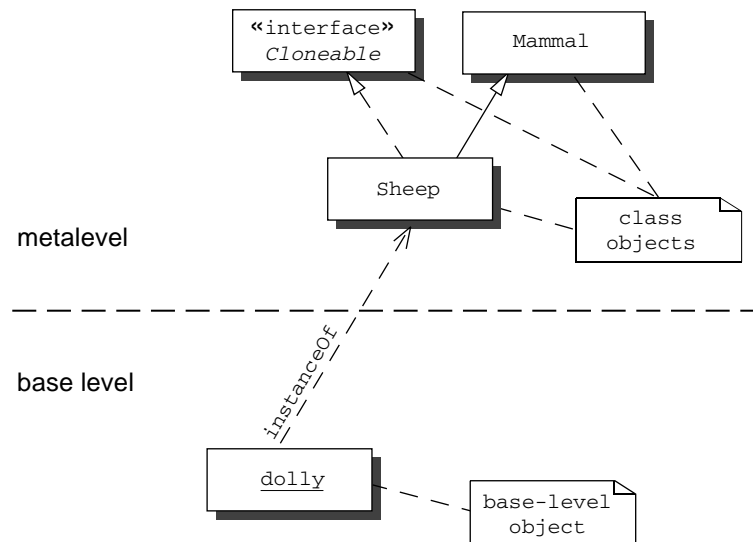 «interface»
Cloneable
Mammal
Sheep
class
objects
metalevel
instanceOf
base level
dolly
base-level
object